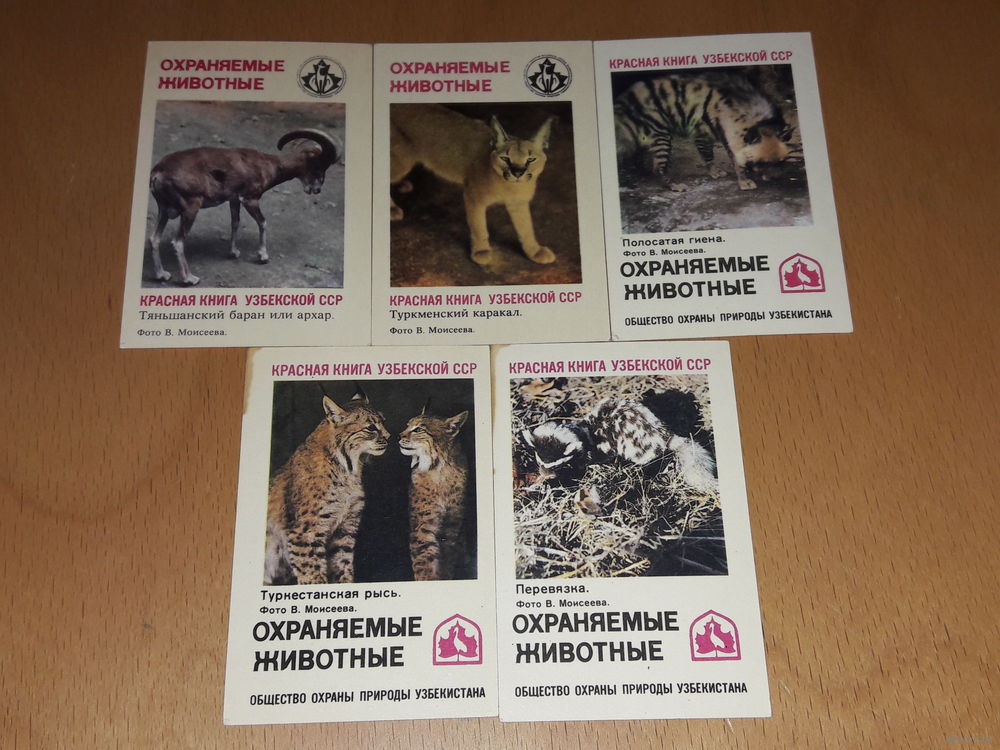 ОХРАНЯЕМЫЕ
ЖИВОТНЫЕ
КРАСНАЯ КНИГА УЗБЕКСКОЙ ССР
Тяньшанский баран или архар.
Фото В. Моисеева.
ОХРАНЯЕМЫЕ
ЖИВОТНЫЕ
КРАСНАЯ КНИГА УЗБЕКСКОЙ ССР
Туркменский каракал.
Фото В. Моисеева.
КРАСНАЯ КНИГА УЗБЕКСКОЙ ССР
Полосатая гиена.
Фото В. Моисеева.
ОХРАНЯЕМЫЕ
ЖИВОТНЫЕ
ОБЩЕСТВО ОХРАНЫ ПРИРОДЫ УЗБЕКИСТАНА
КРАСНАЯ КНИГА УЗБЕКСКОЙ ССР
Туркестанская рысь.
Фото В. Моисеева.
ОХРАНЯЕМЫЕ
ЖИВОТНЫЕ
ОБЩЕСТВО ОХРАНЫ ПРИРОДЫ УЗБЕКИСТАНА
КРАСНАЯ КНИГА УЗБЕКСКОЙ ССР
Перевязка.
Фото В. Моисеева.
ОХРАНЯЕМЫЕ
ЖИВОТНЫЕ
ОБЩЕСТВО ОХРАНЫ ПРИРОДЫ УЗБЕКИСТАНА